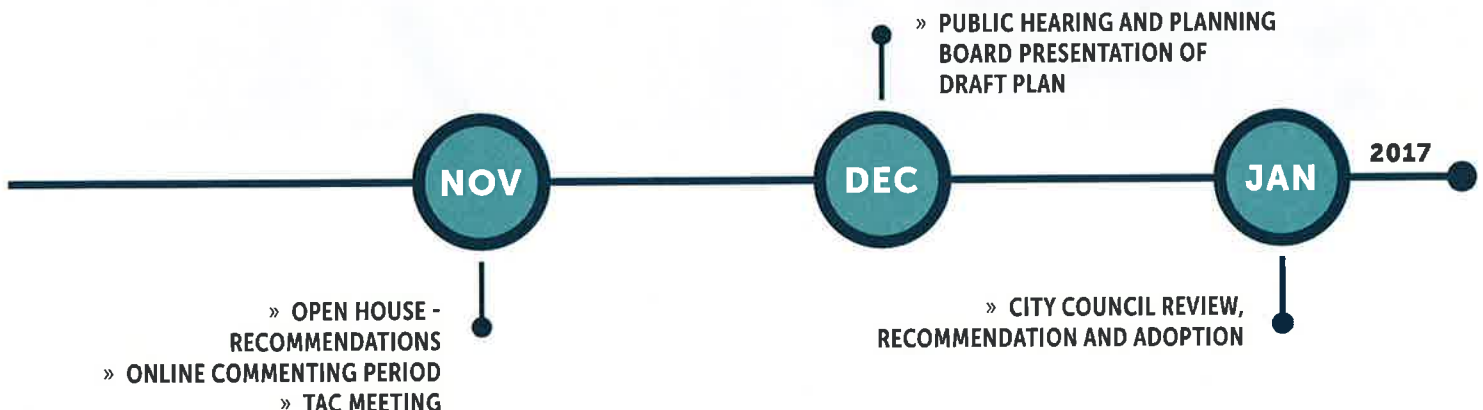 » PUBLIC HEARING AND PLANNING
BOARD PRESENTATION OF
DRAFT PLAN
NOV
DEC
JAN
2017
» OPEN HOUSE -
RECOMMENDATIONS
» ONLINE COMMENTING PERIOD
» TAC MEETING
» CITY COUNCIL REVIEW,
RECOMMENDATION AND ADOPTION